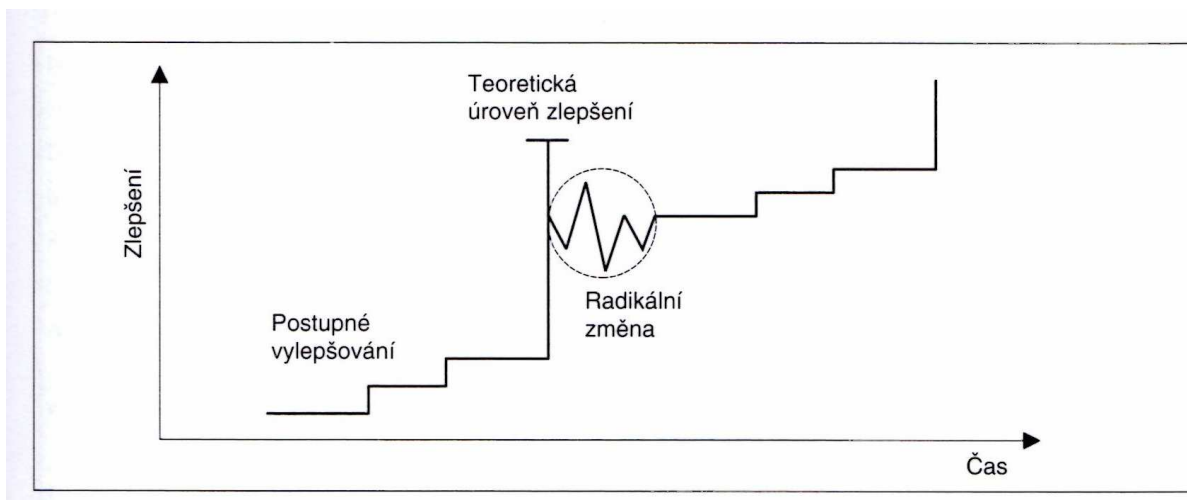 Teoretická
úroveň zlepšení
Zlepšení
Postupné
vylepšování
Radikální
změna
Čas